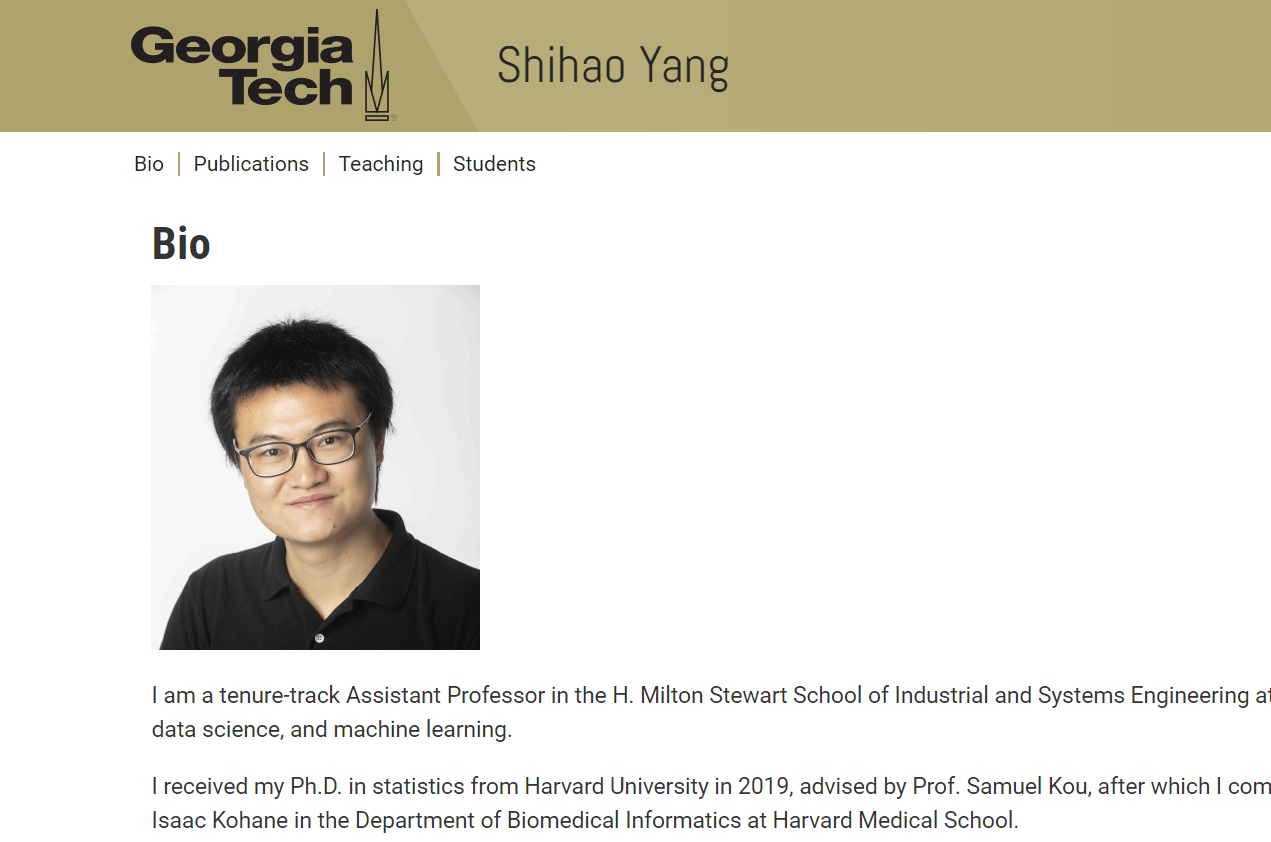 Georgia
Tech
Shihao Yang
Bio
Publications
Teaching
Students
Bio
I am a tenure-track Assistant Professor in the H. Milton Stewart School of Industrial and Systems Engineering
data science, and machine learning.
I received my Ph.D. in statistics from Harvard University in 2019, advised by Prof. Samuel Kou, after which I
Isaac Kohane in the Department of Biomedical Informatics at Harvard Medical School.